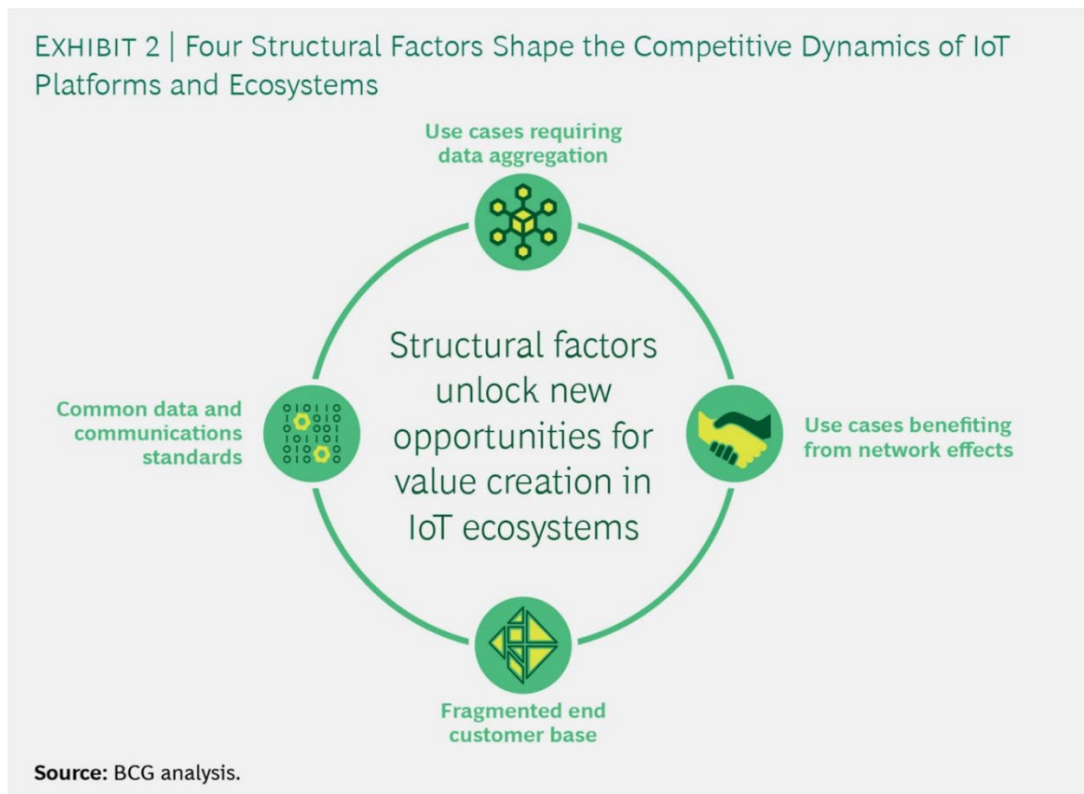 EXHIBIT 2 | Four Structural Factors Shape the Competitive Dynamics of IoT
Platforms and Ecosystems
Use cases requiring
data aggregation
Structural factors
unlock new
opportunities for
value creation in
IoT ecosystems
Common data and
communications
standards
Use cases benefiting
from network effects
Fragmented end
customer base
Source: BCG analysis.